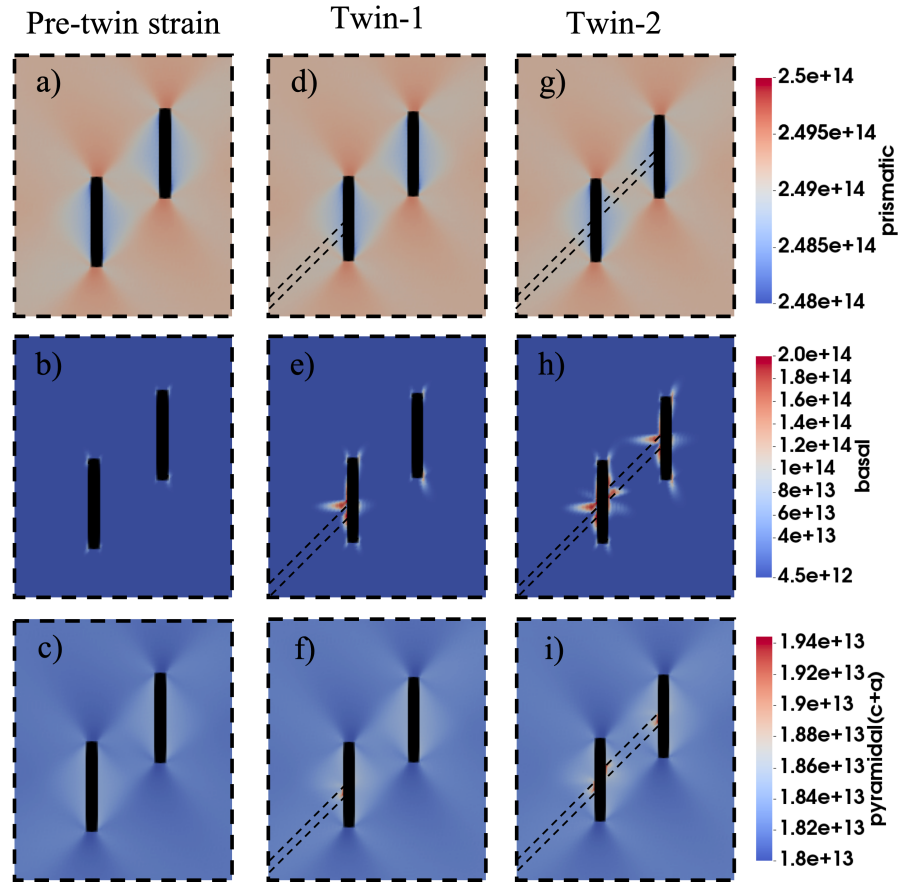 Pre-twin strain
Twin-1
Twin-2
a)
d)
g)
2.5e+14
2.495e+14
2.49e+14
2.485e+14
2.48e+14
prismatic
b)
e)
h)
2.0e+14
1.8e+14
1.6e+14
1.4e+14
1.2e+14
1e+14
8e+13
6e+13
4e+13
4.5e+12
basal
c)
f)
i)
1.94e+13
1.92e+13
1.9e+13
1.88e+13
1.86e+13
1.84e+13
1.82e+13
1.8e+13
pyramidal(c+a)